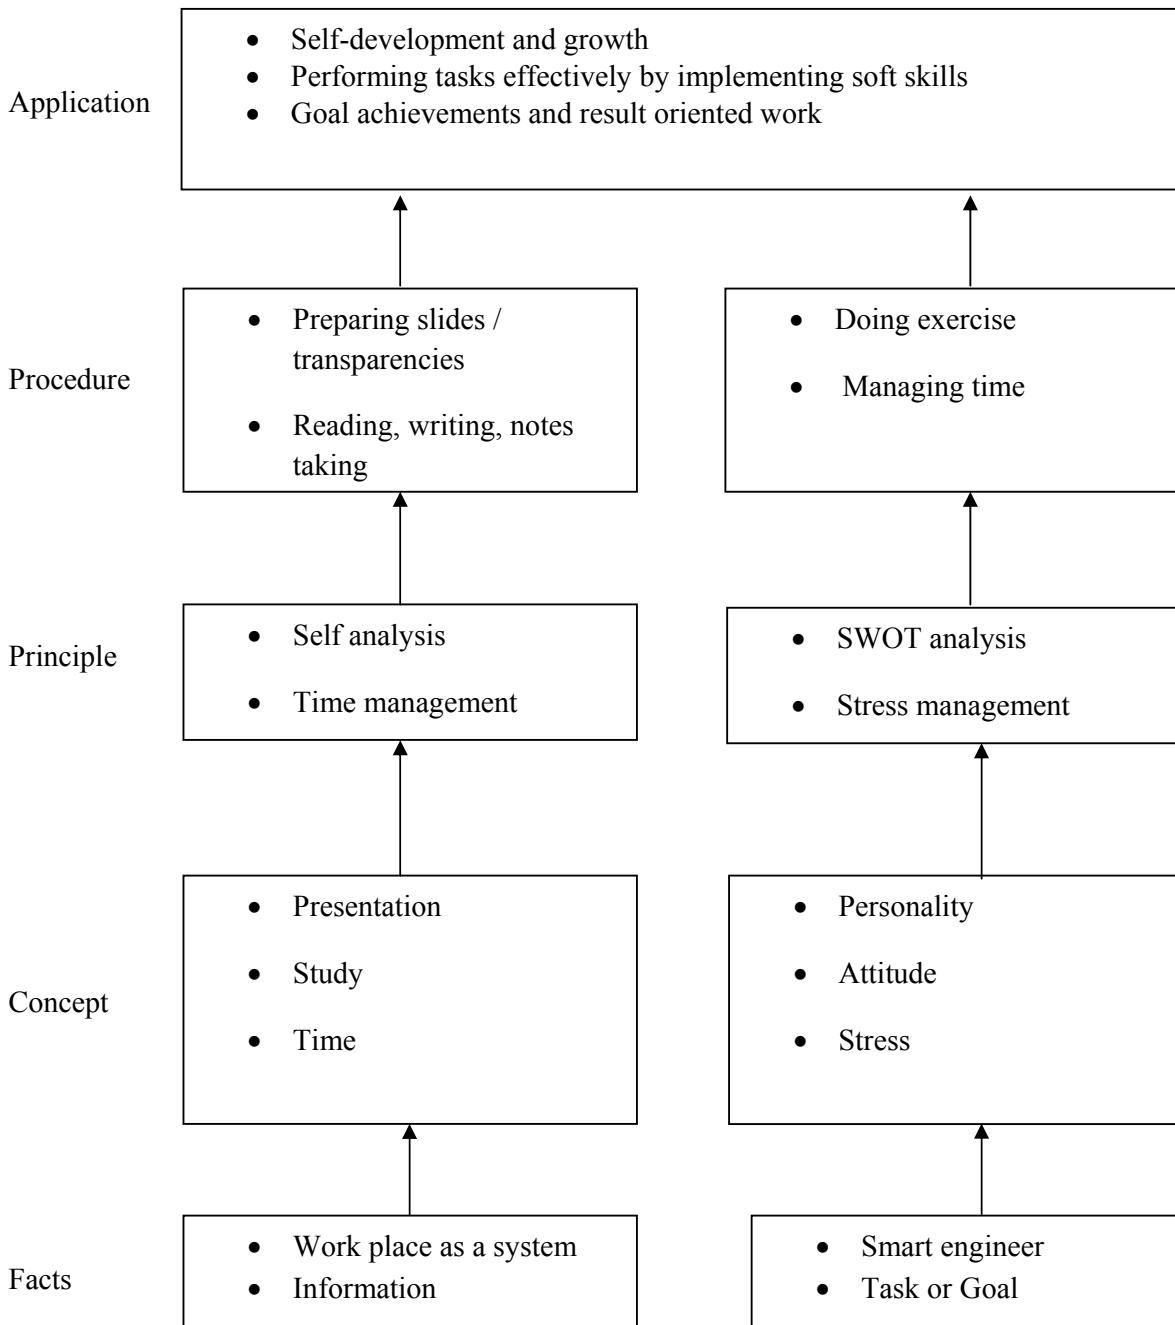 • Self-development and growth
• Performing tasks effectively by implementing soft skills
Application
• Goal achievements and result oriented work
• Preparing slides /
transparencies
• Reading, writing, notes
taking
Procedure
• Doing exercise
• Managing time
Principle
• Self analysis
• Time management
• SWOT analysis
• Stress management
Concept
• Presentation
• Study
• Time
• Personality
• Attitude
• Stress
Facts
• Work place as a system
• Information
• Smart engineer
• Task or Goal